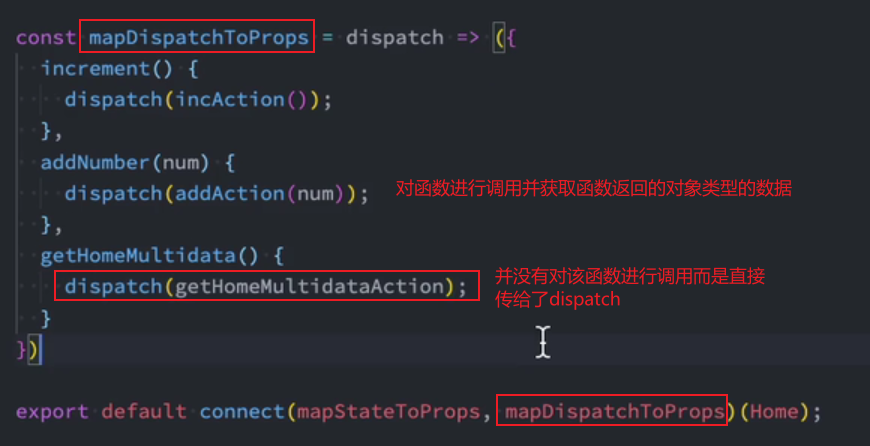 const mapDispatchToProps = dispatch => ({
increment() {
dispatch(incAction());
},
addNumber(num) {
dispatch(addAction(num)); 对函数进行调用并获取函数返回的对象类型的数据
},
getHomeMultidata() {
dispatch(getHomeMultidataAction); 并没有对该函数进行调用而是直接
传给了dispatch
}
})
export default connect(mapStateToProps, mapDispatchToProps)(Home);